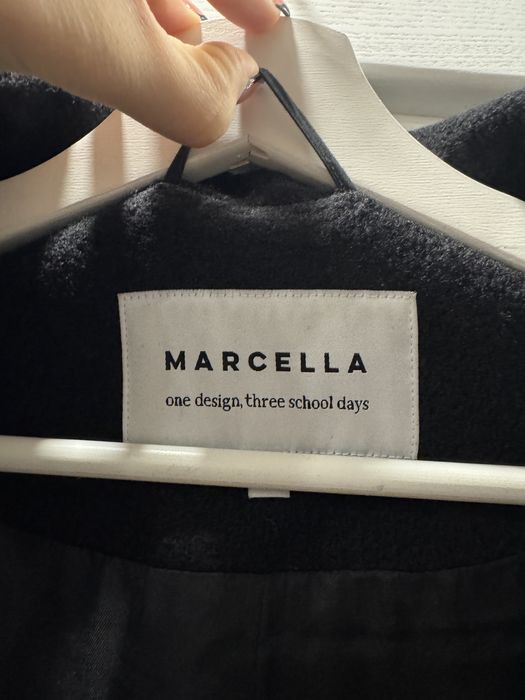 MARCELLA
one design, three school days